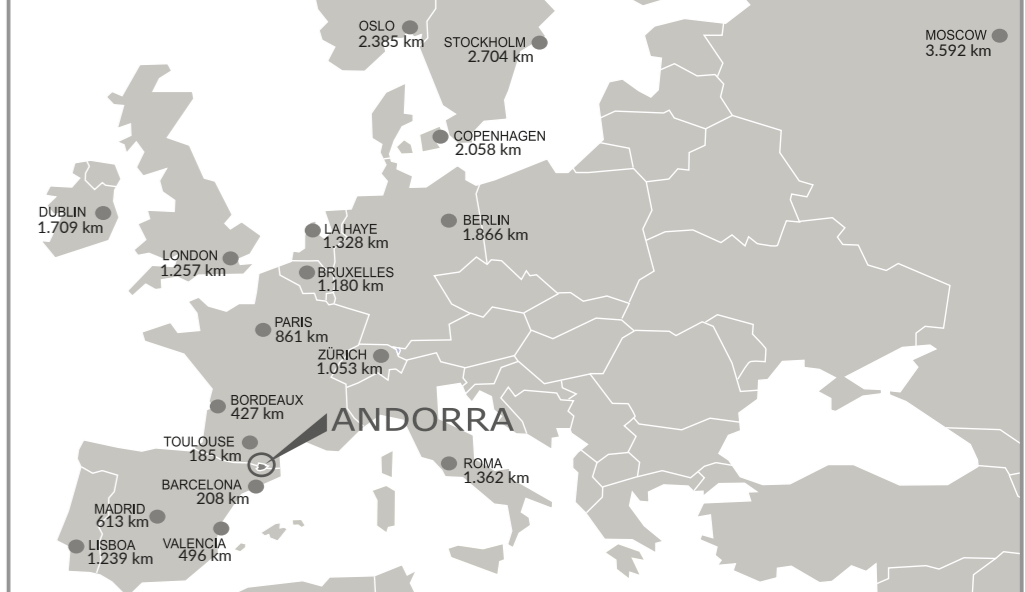 OSLO
2.385 km
STOCKHOLM
2.704 km
MOSCOW
3.592 km
COPENHAGEN
2.058 km
DUBLIN
1.709 km
LA HAYE
1.328 km
BERLIN
1.866 km
LONDON
1.257 km
BRUXELLES
1.180 km
PARIS
861 km
ZÜRICH
1.053 km
BORDEAUX
427 km
ANDORRA
TOULOUSE
185 km
ROMA
1.362 km
BARCELONA
208 km
MADRID
613 km
LISBOA
1.239 km
VALENCIA
496 km